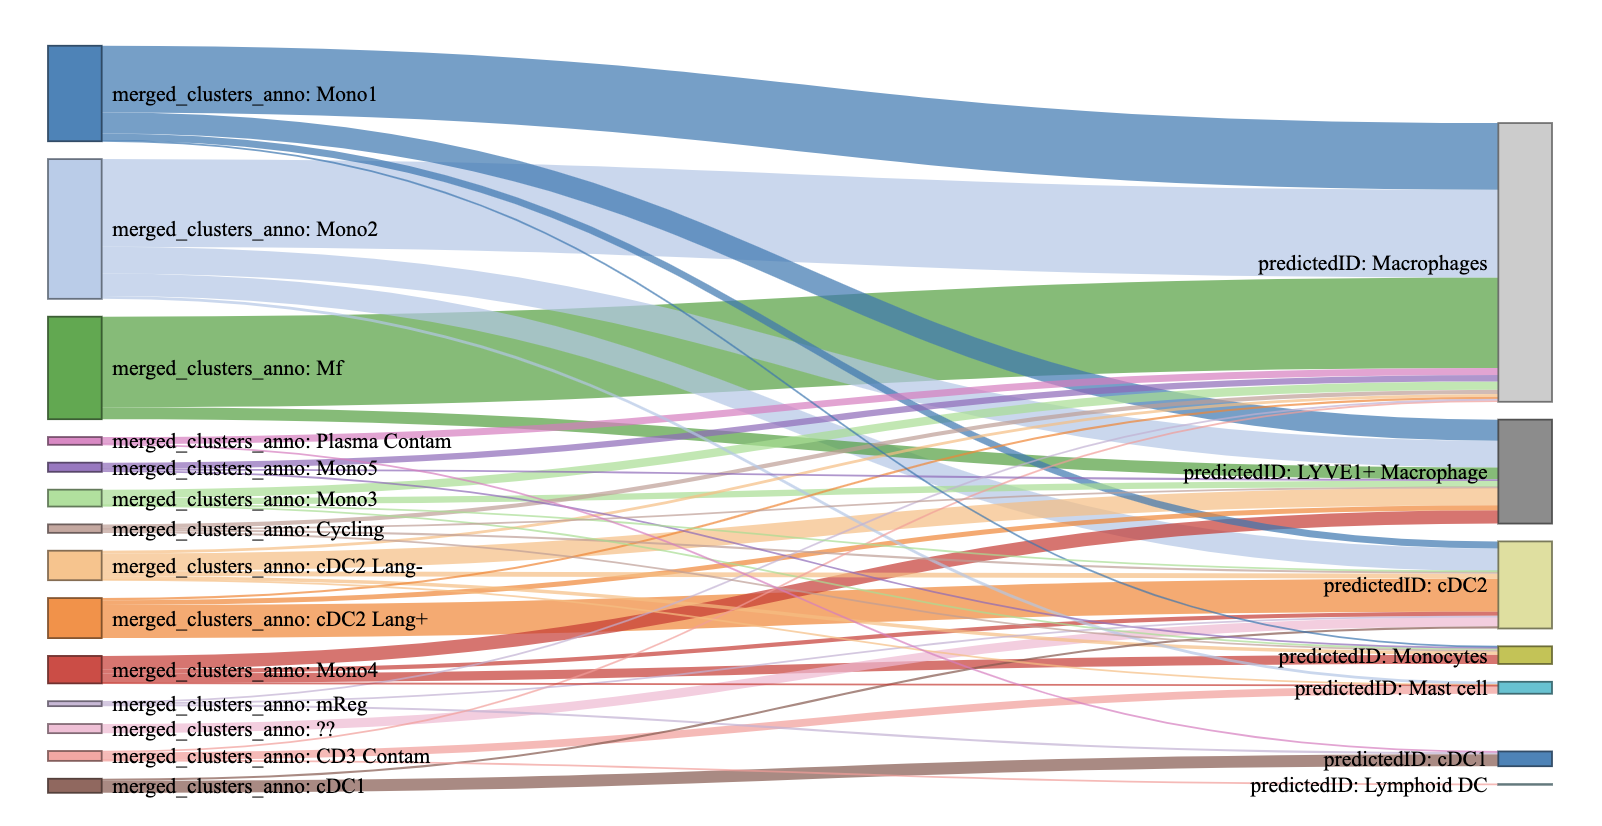 merged_clusters_anno: Mono1
merged_clusters_anno: Mono2
merged_clusters_anno: Mf
merged_clusters_anno: Plasma Contam
merged_clusters_anno: Mono5
merged_clusters_anno: Mono3
merged_clusters_anno: Cycling
merged_clusters_anno: cDC2 Lang-
merged_clusters_anno: cDC2 Lang+
merged_clusters_anno: Mono4
merged_clusters_anno: mReg
merged_clusters_anno: ??
merged_clusters_anno: CD3 Contam
merged_clusters_anno: cDC1
predictedID: Macrophages
predictedID: LYVE1+ Macrophage
predictedID: cDC2
predictedID: Monocytes
predictedID: Mast cell
predictedID: cDC1
predictedID: Lymphoid DC